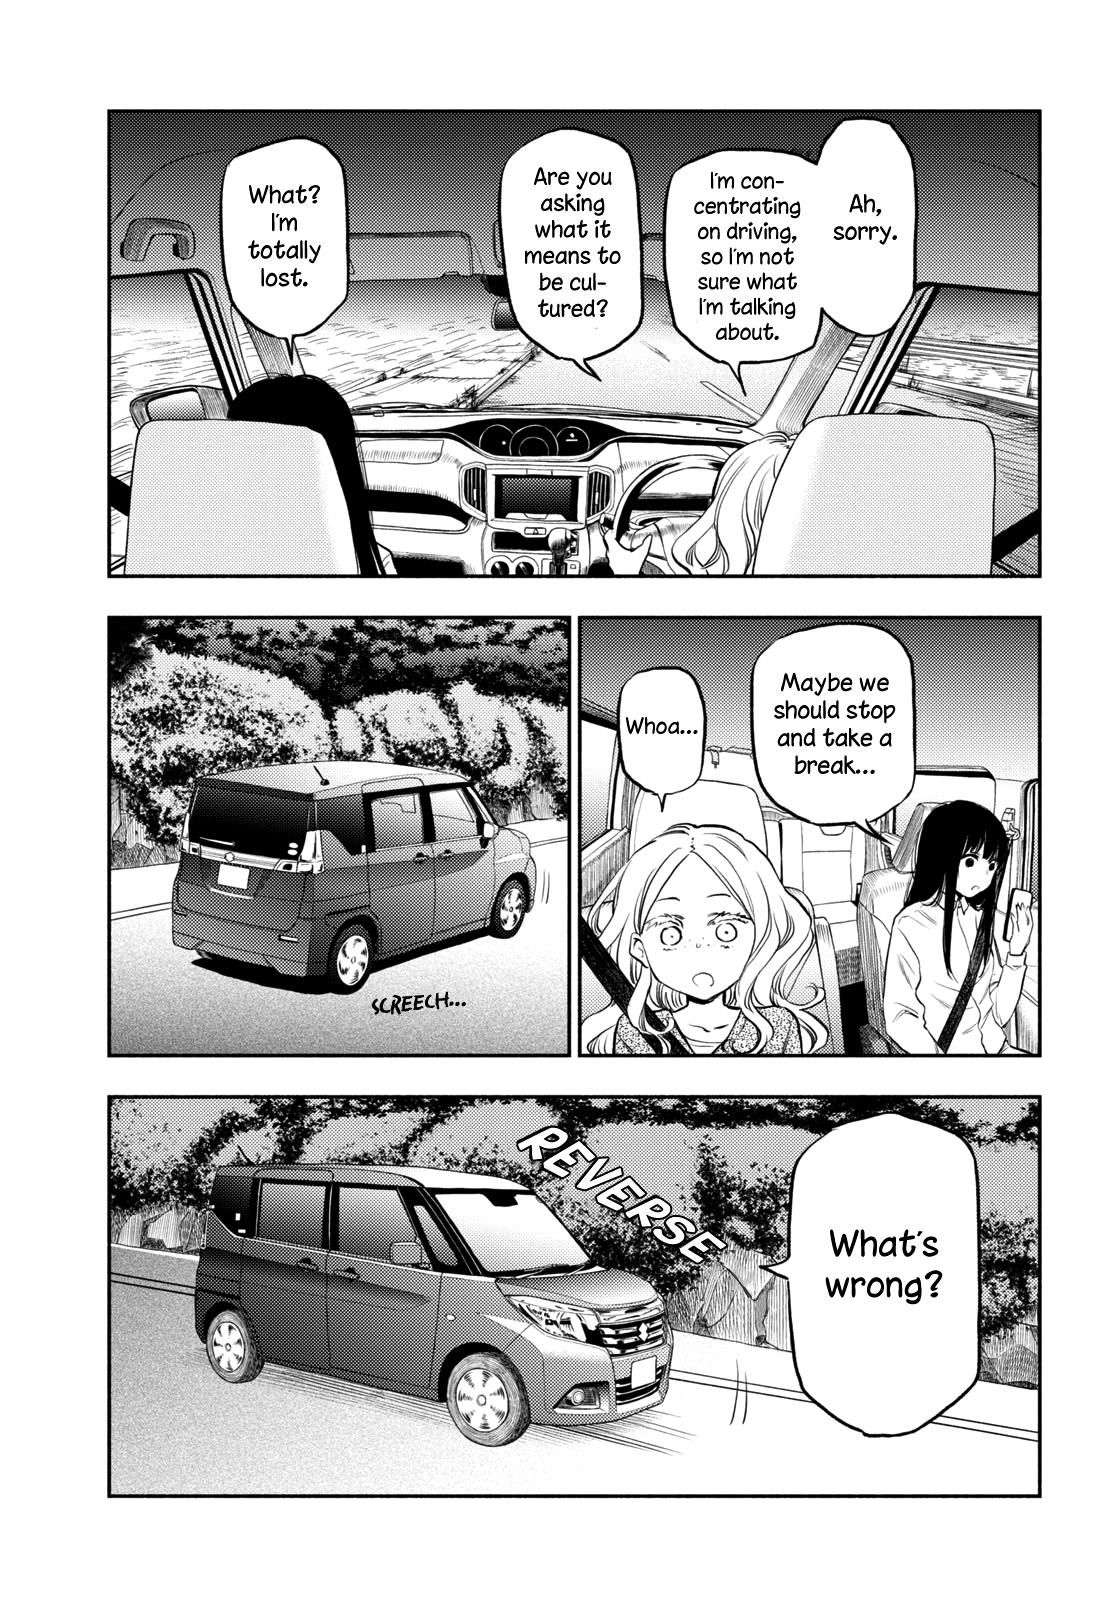 Ah,
sorry.
I'm con-
centrating
on driving,
so I'm not
sure what
I'm talking
about.
Are you
asking
what it
means to
be cul-
tured?
What?
I'm
totally
lost.
Maybe we
should stop
and take a
break...
Whoa...
SCREECH...
REVERSE
What's
wrong?